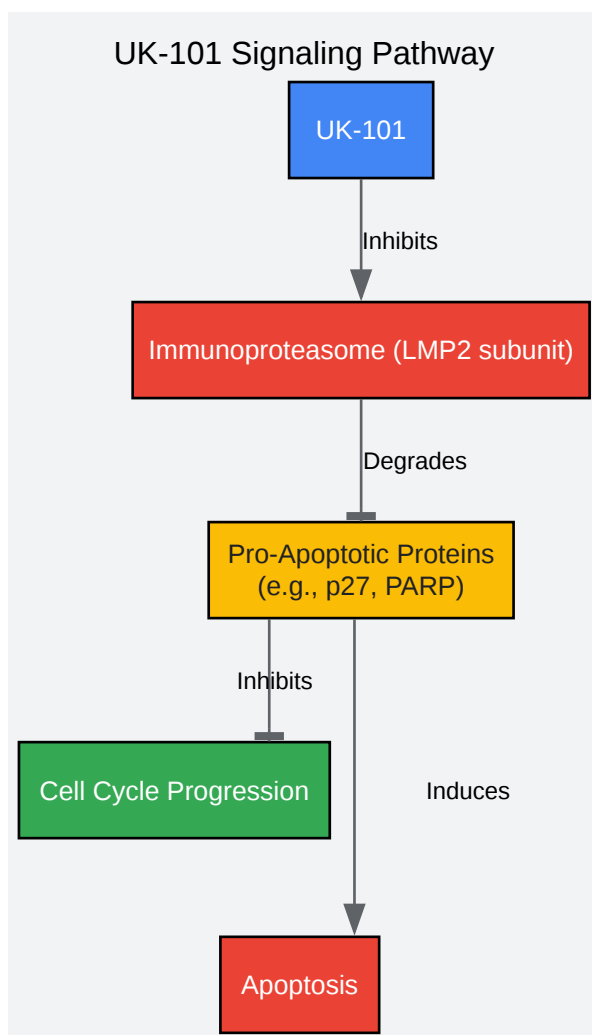 UK-101 Signaling Pathway
UK-101
Inhibits
Immunoproteasome (LMP2 subunit)
Degrades
Pro-Apoptotic Proteins
(e.g., p27, PARP)
Inhibits
Cell Cycle Progression
Induces
Apoptosis